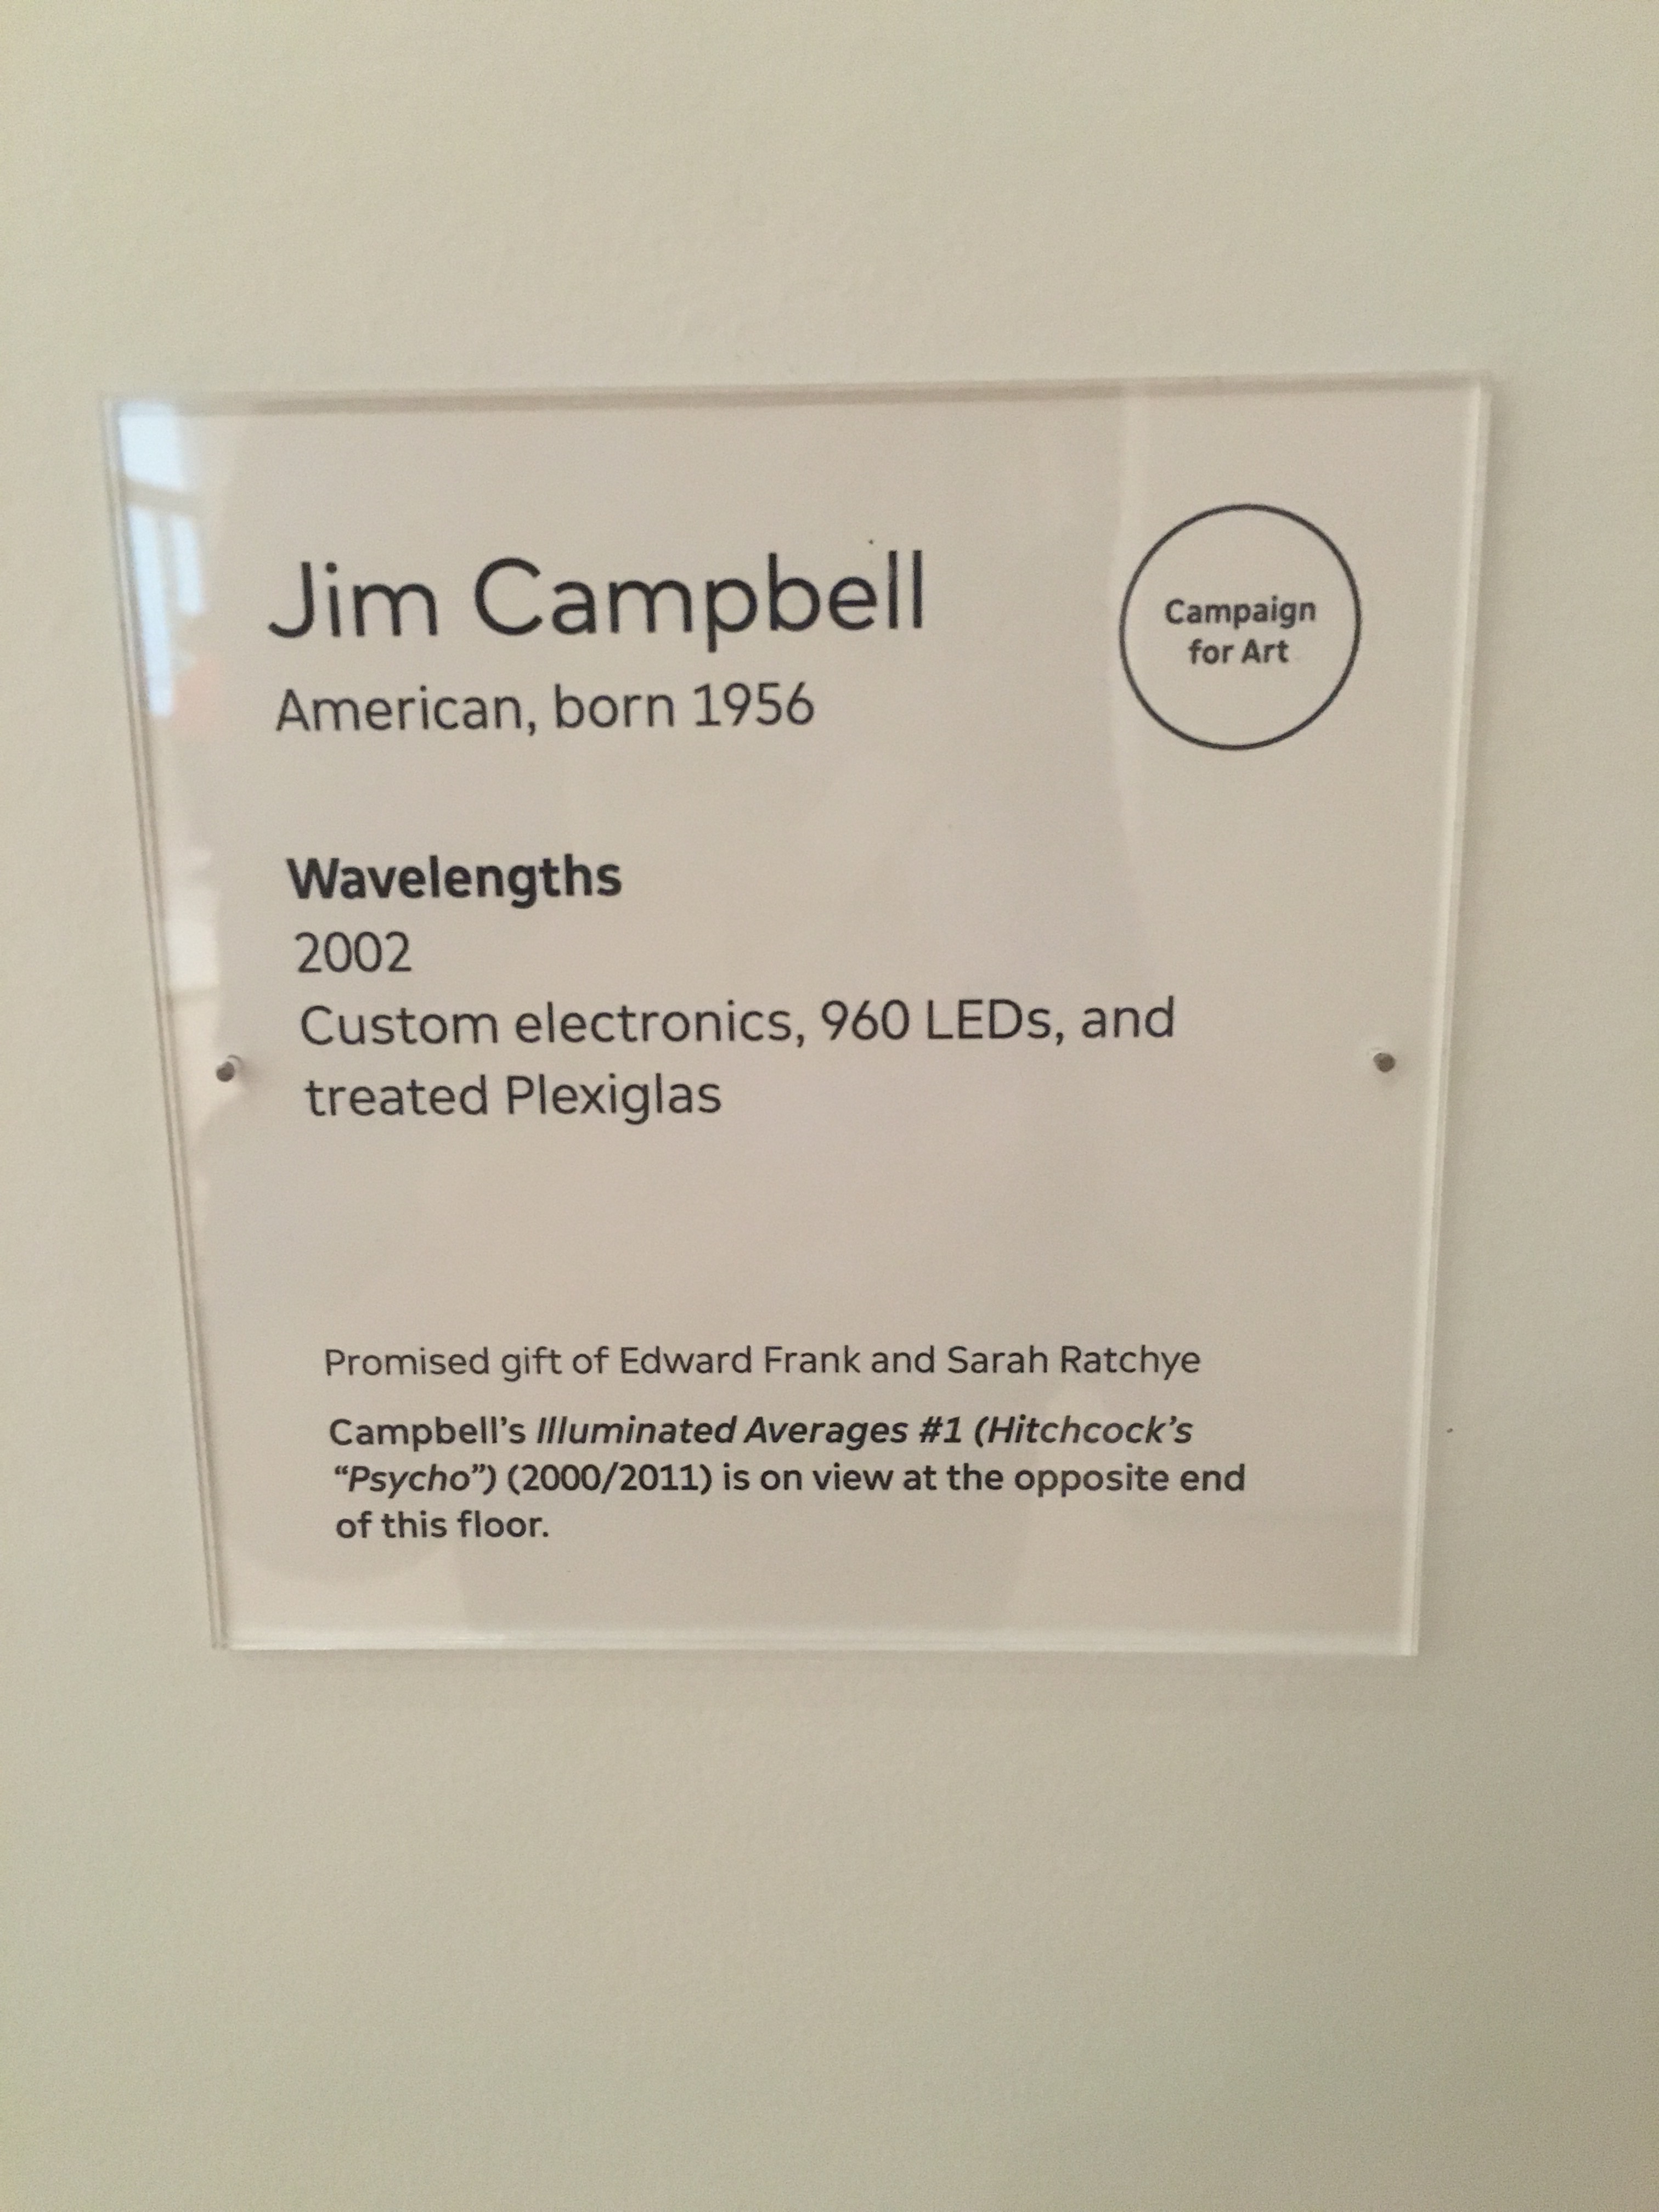 Jim Campbell
American, born 1956
Campaign
for Art
Wavelengths
2002
Custom electronics, 960 LEDs, and
treated Plexiglas
Promised gift of Edward Frank and Sarah Ratchye
Campbell’s Illuminated Averages #1 (Hitchcock’s
“Psycho”) (2000/2011) is on view at the opposite end
of this floor.